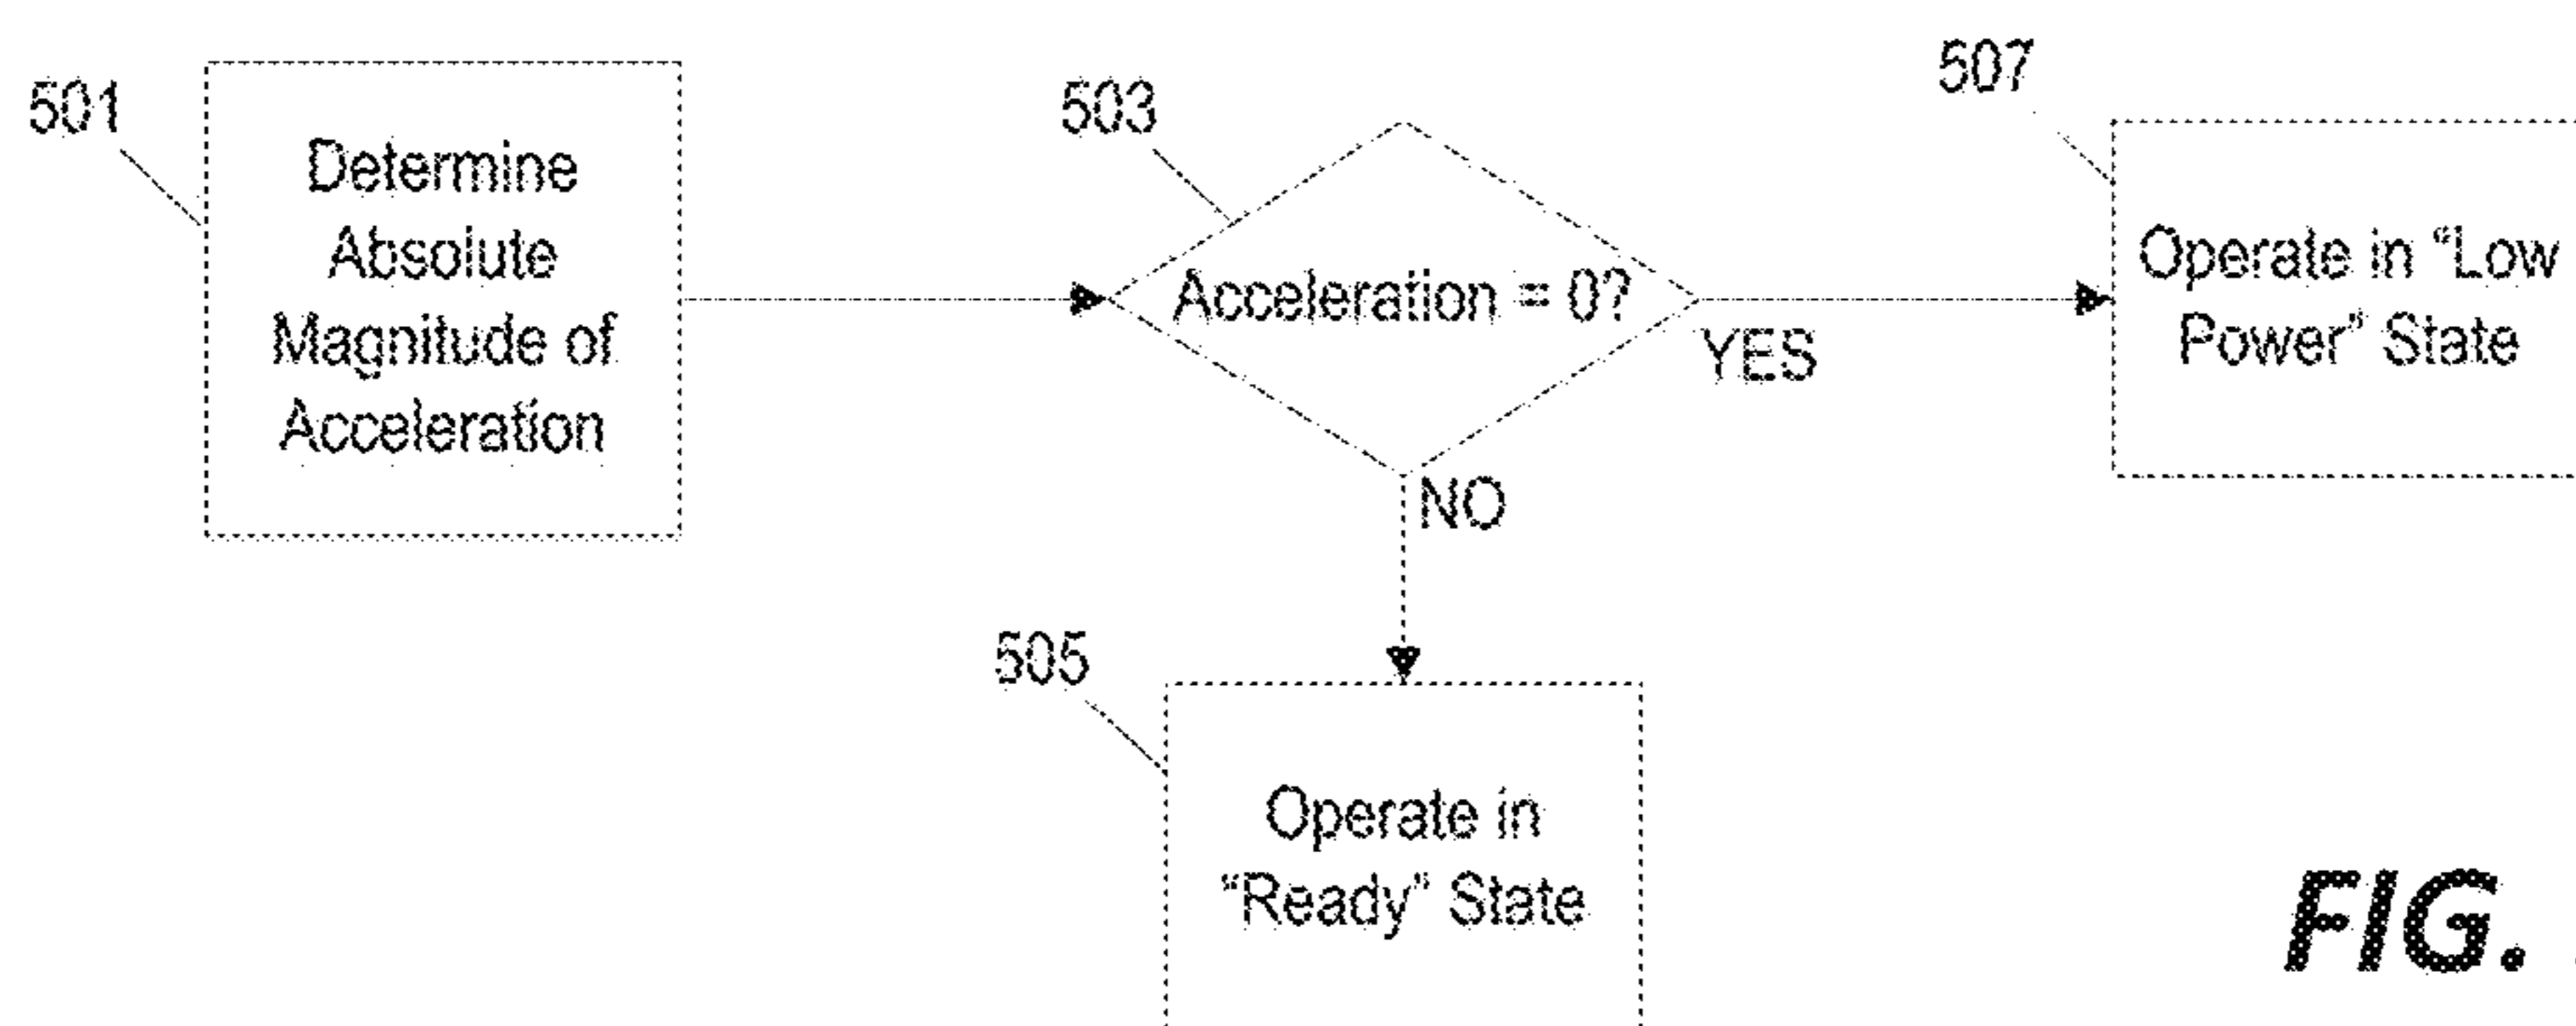 501
Determine
Absolute
Magnitude of
Acceleration
503
Acceleration = 0?
YES
NO
507
Operate in “Low
Power” State
505
Operate in
“Ready” State
FIG.